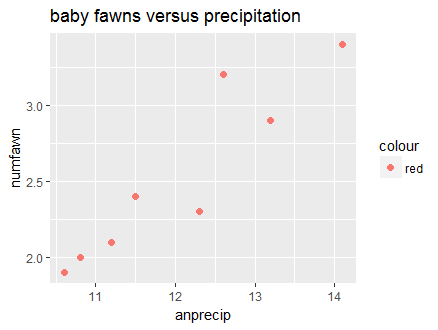 baby fawns versus precipitation
numfawn
3.0
2.5
2.0
11
12
13
14
anprecip
colour
red